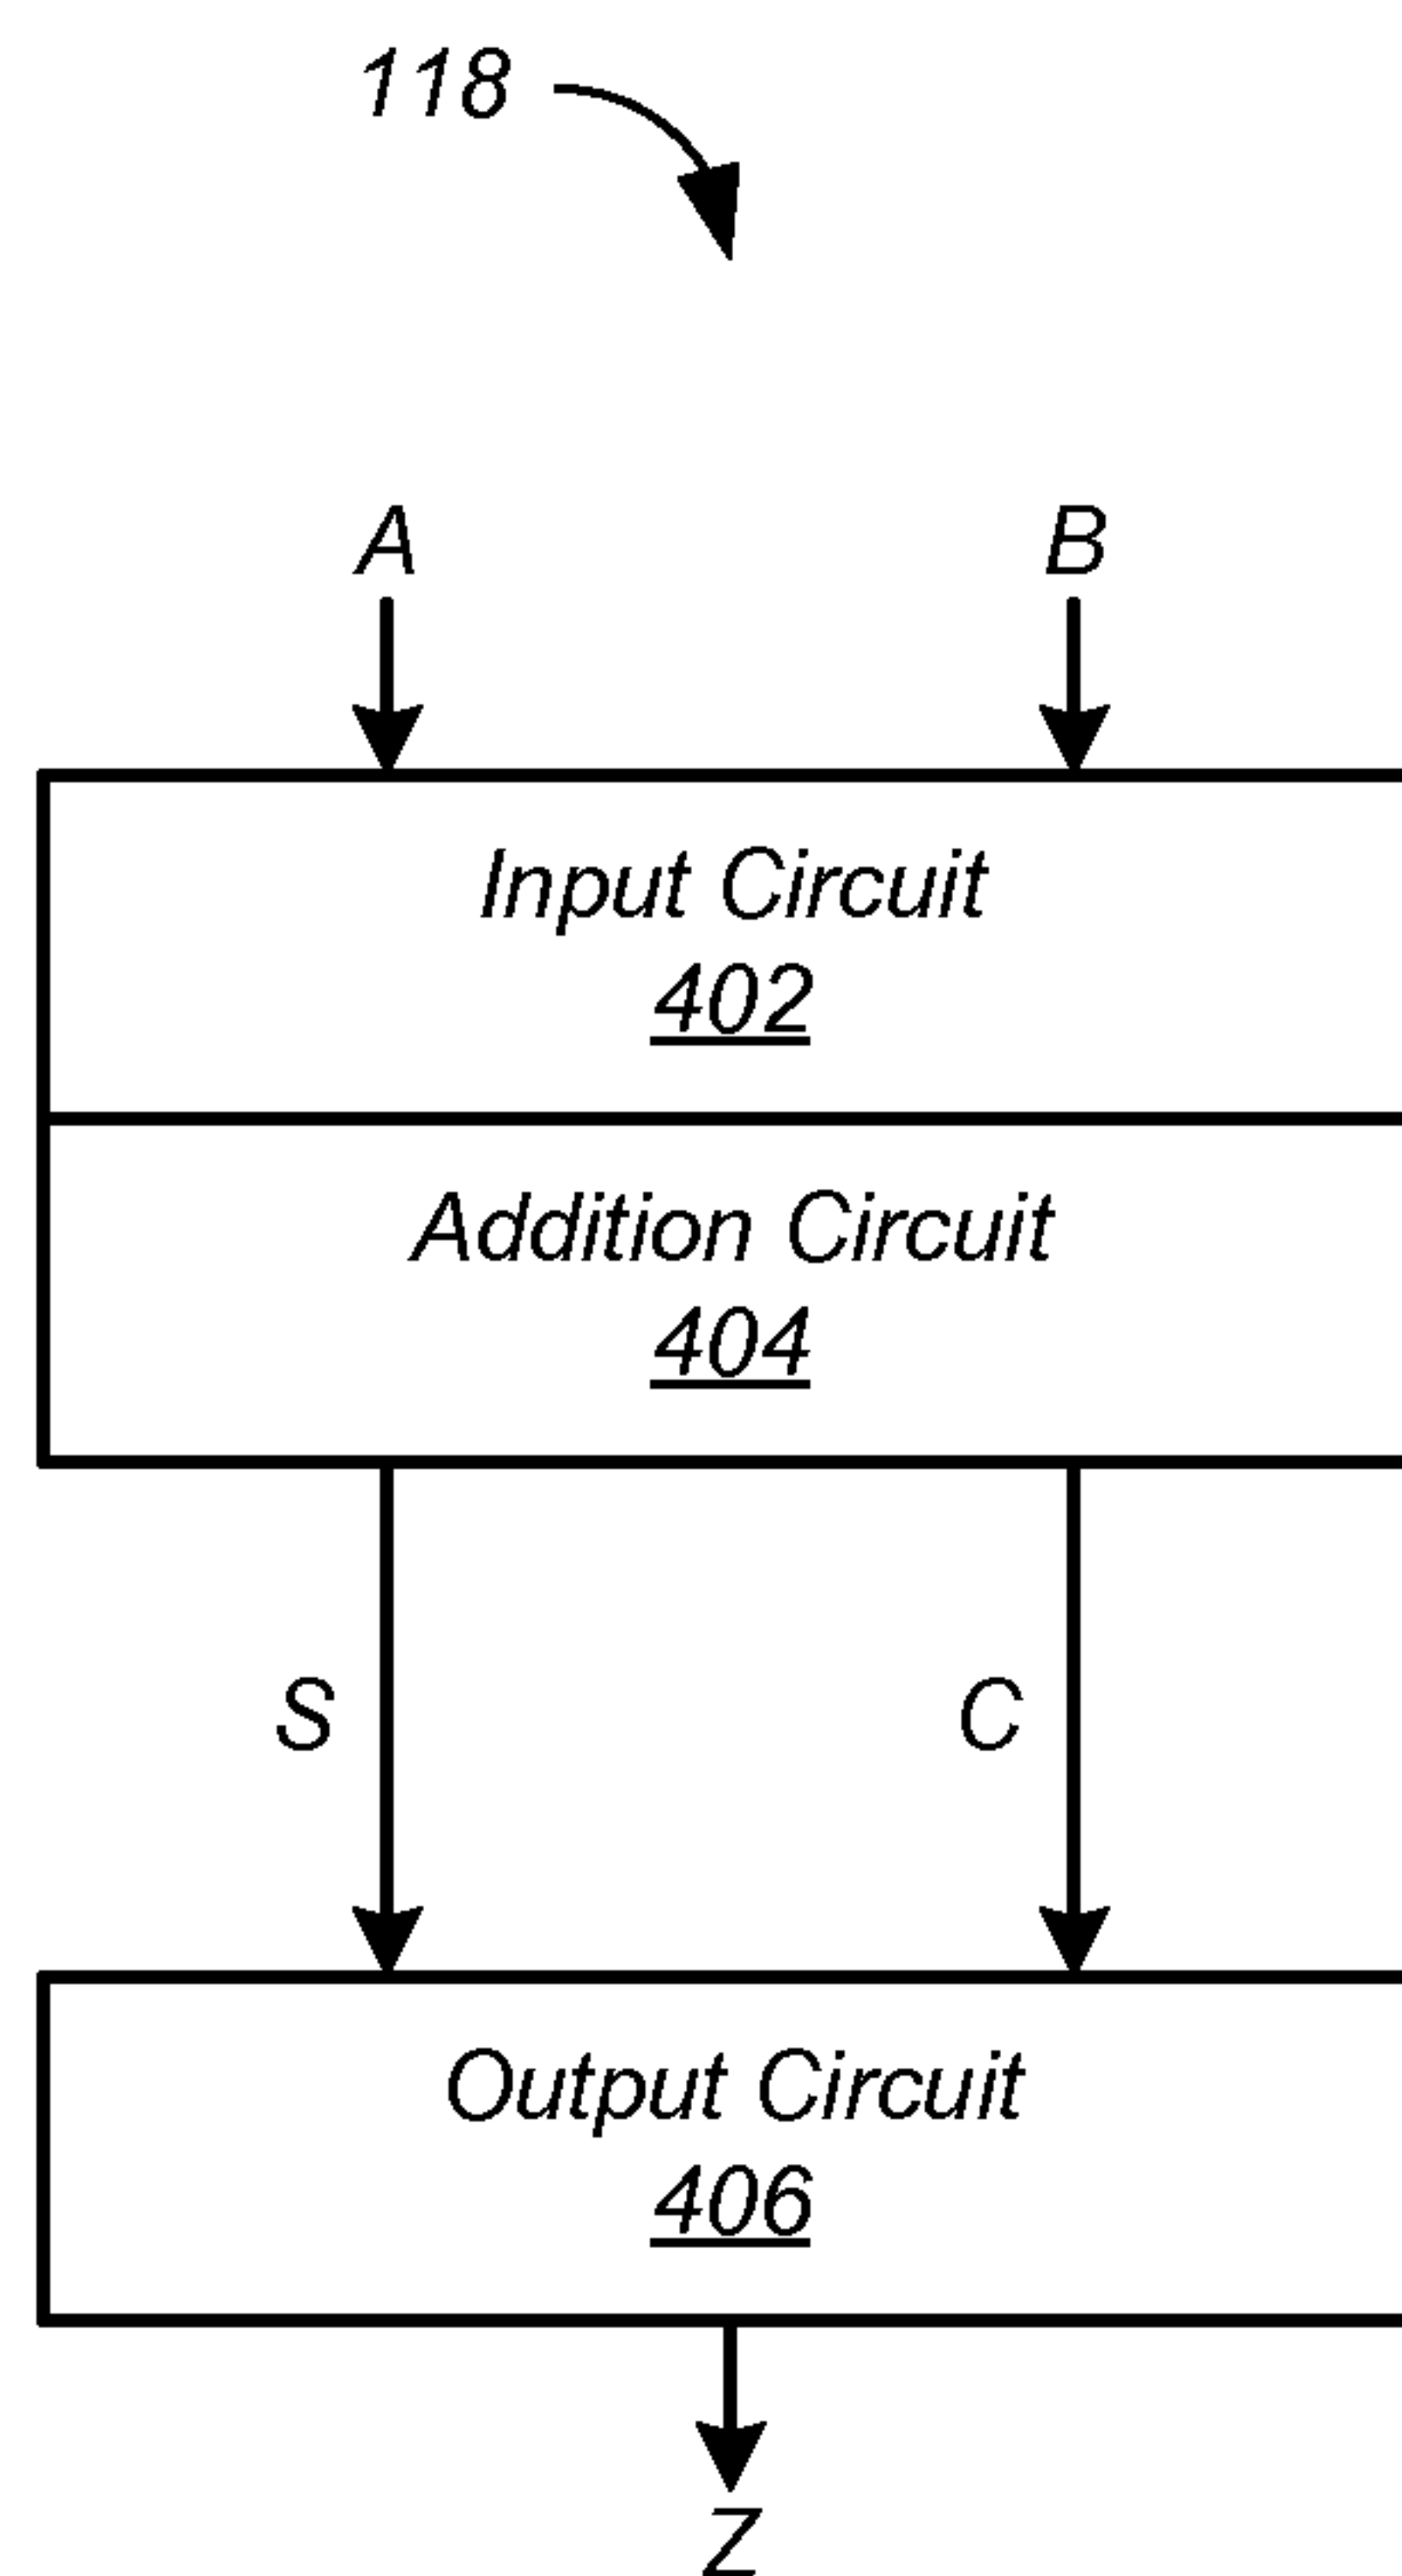 118
A B
Input Circuit
402
Addition Circuit
404
S C
Output Circuit
406
Z